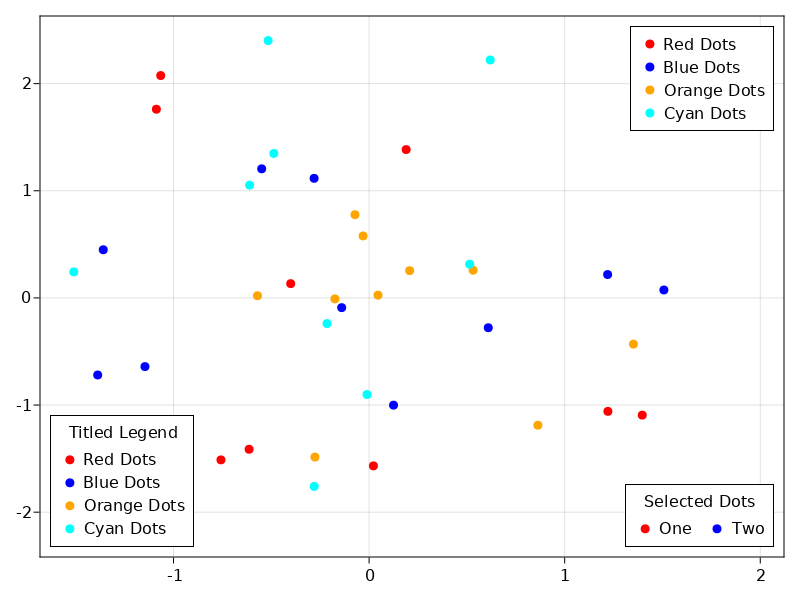 Red Dots
Blue Dots
Orange Dots
Cyan Dots
2
1
0
-1
-2
Titled Legend
Red Dots
Blue Dots
Orange Dots
Cyan Dots
Selected Dots
One Two
-1 0 1 2